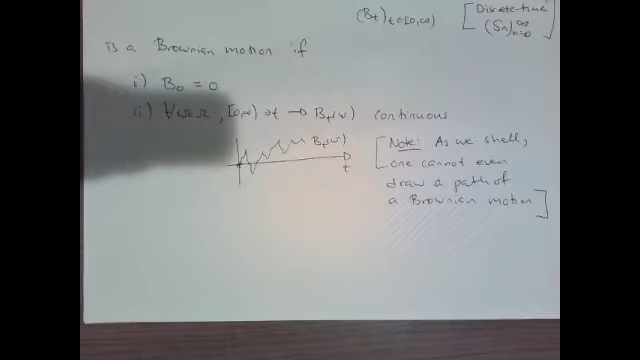 (Bt)t∈[0,∞) [Discrete-time
(Sn)∞n=0]
is a Brownian motion if
i) B0 = 0
ii) ∀ω∈Ω, [0,∞) ∋ t → Bt(ω) continuous
Bt(ω)
t
[Note: As we shall,
one cannot even
draw a path of
a Brownian motion]